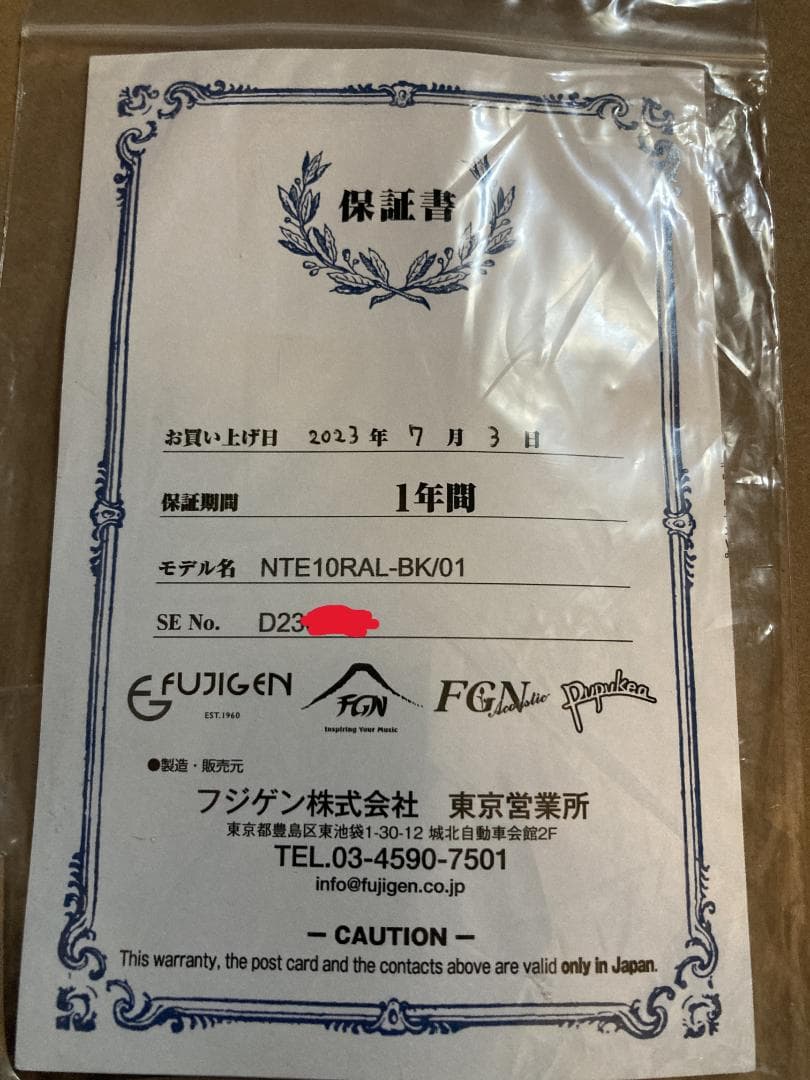 保証書
お買い上げ日 2023年 7月 3日
保証期間 1年間
モデル名 NTE10RAL-BK/01
SE No. D23
FUJIGEN
EST.1960
FGN
Inspiring Your Music
FGN Acoustic
Pupukea
●製造・販売元
フジゲン株式会社 東京営業所
東京都豊島区東池袋1-30-12 城北自動車会館2F
TEL.03-4590-7501
info@fujigen.co.jp
― CAUTION ―
This warranty, the post card and the contacts above are valid only in Japan.